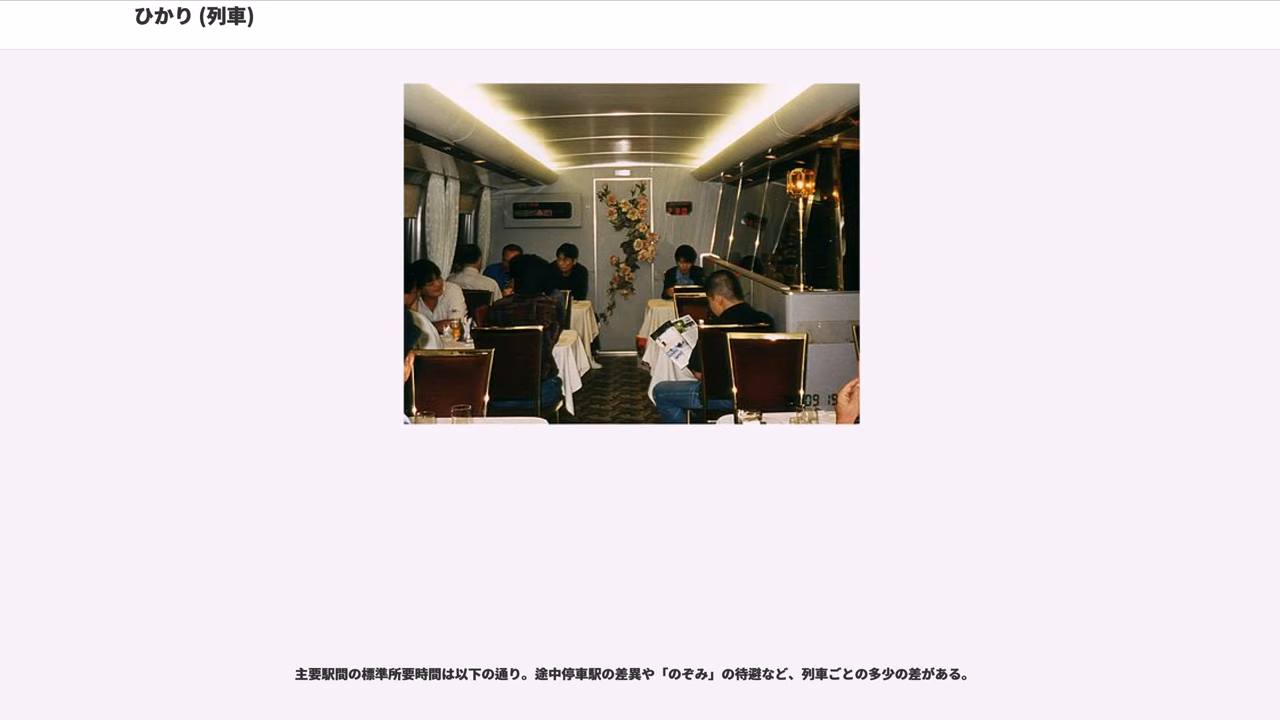 ひかり (列車)
09 19
主要駅間の標準所要時間は以下の通り。途中停車駅の差異や「のぞみ」の待避など、列車ごとの多少の差がある。